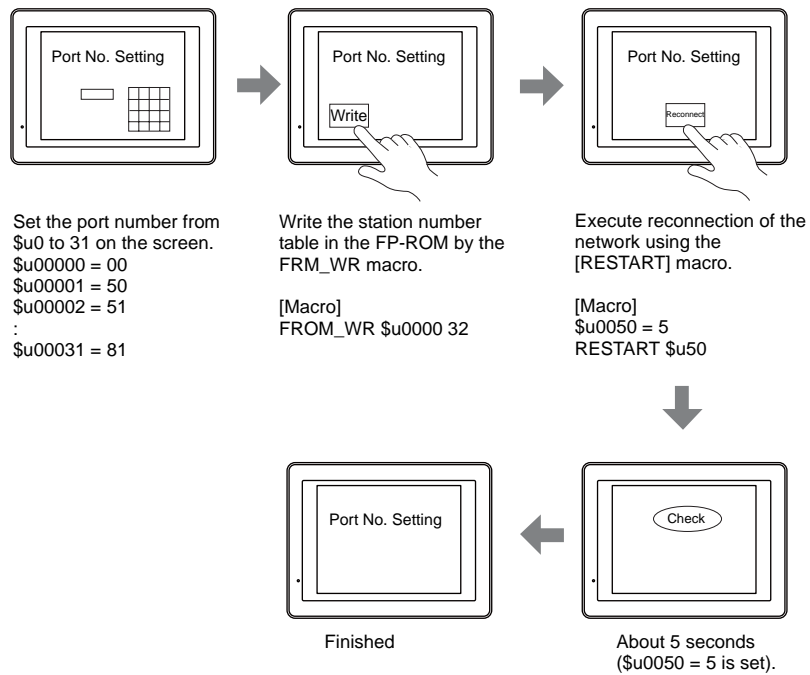 Port No. Setting
Set the port number from
$u0 to 31 on the screen.
$u00000 = 00
$u00001 = 50
$u00002 = 51
:
$u00031 = 81
Port No. Setting
Write
Write the station number
table in the FP-ROM by the
FRM_WR macro.
[Macro]
FROM_WR $u0000 32
Port No. Setting
Reconnect
Execute reconnection of the
network using the
[RESTART] macro.
[Macro]
$u0050 = 5
RESTART $u50
Check
About 5 seconds
($u0050 = 5 is set).
Port No. Setting
Finished